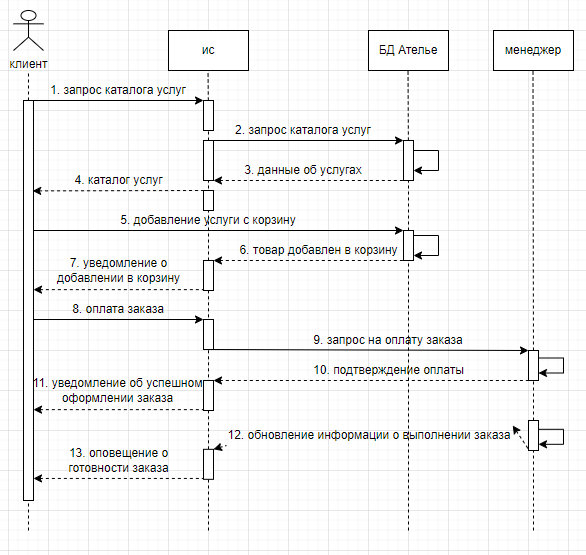 клиент
ис
БД Ателье
менеджер
1. запрос каталога услуг
2. запрос каталога услуг
3. данные об услугах
4. каталог услуг
5. добавление услуги с корзину
6. товар добавлен в корзину
7. уведомление о
добавлении в корзину
8. оплата заказа
9. запрос на оплату заказа
10. подтверждение оплаты
11. уведомление об успешном
оформлении заказа
12. обновление информации о выполнении заказа
13. оповещение о
готовности заказа